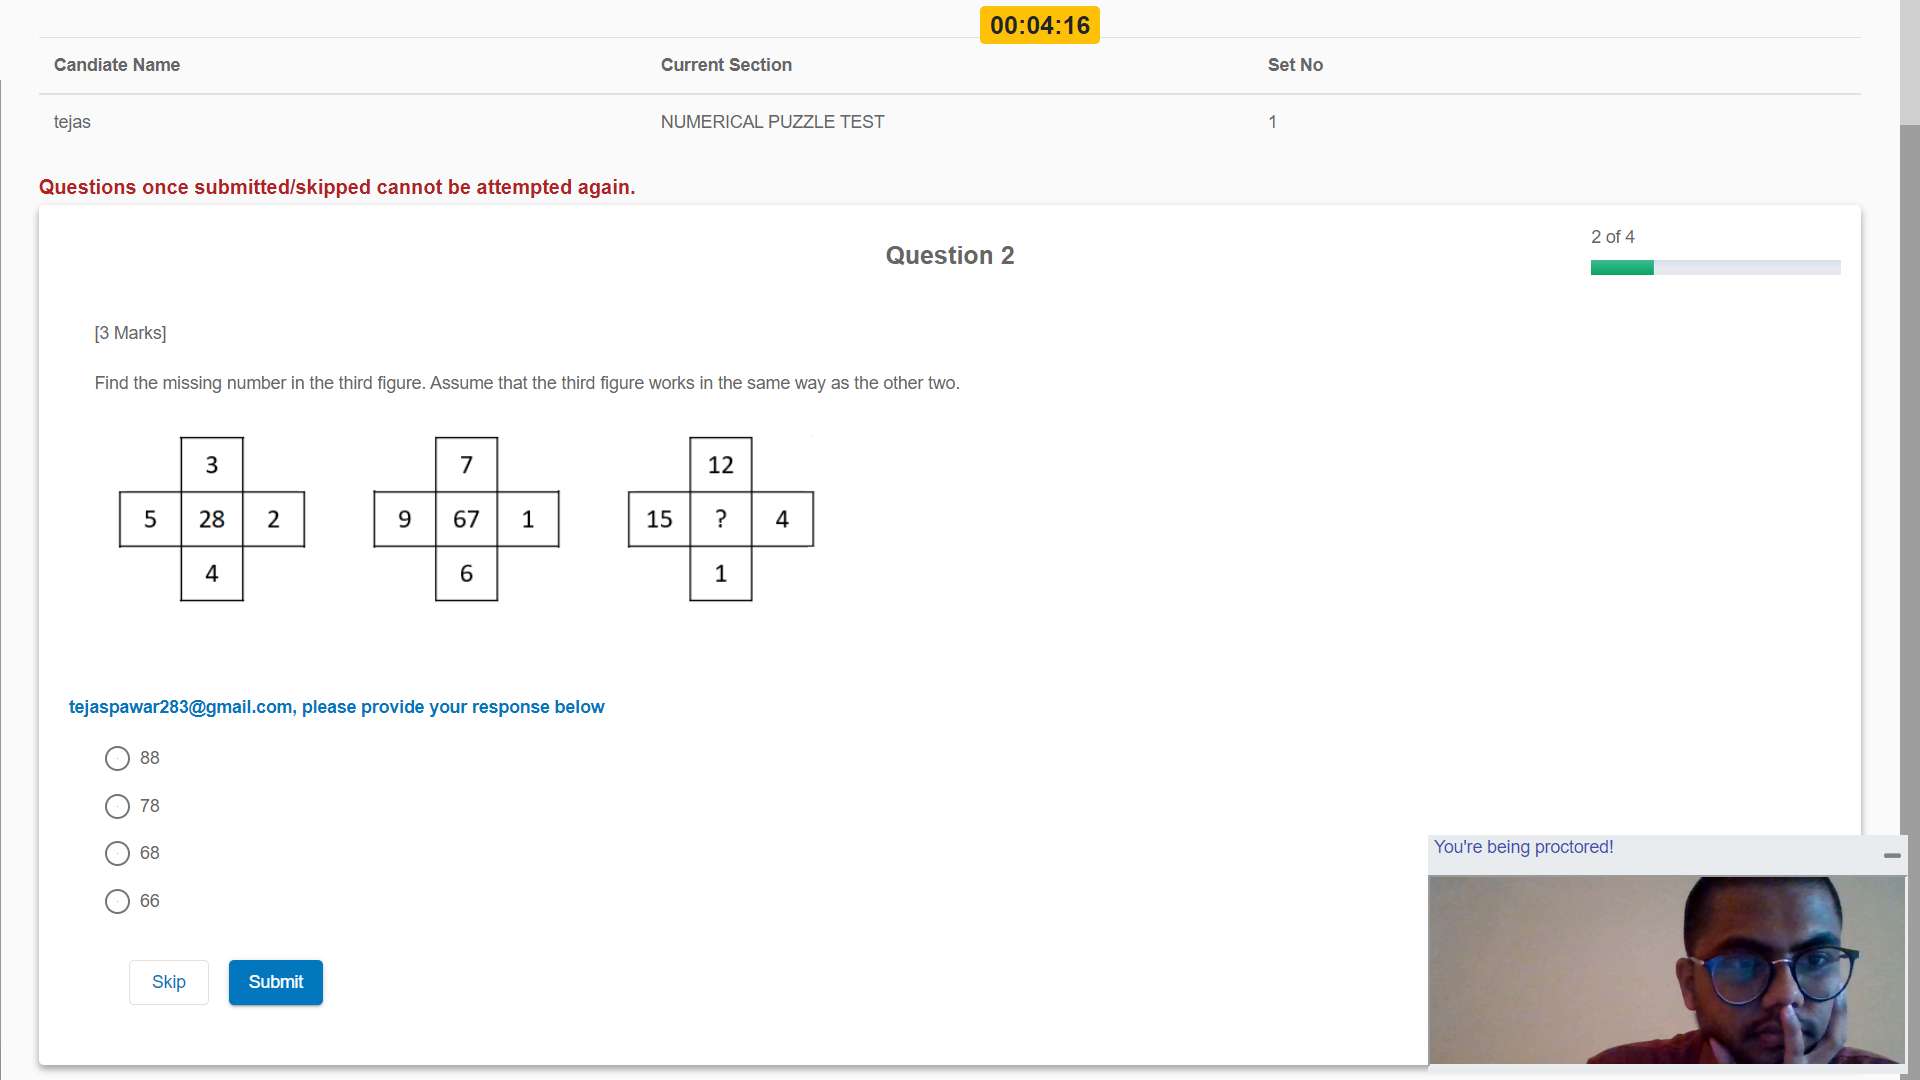 00:04:16
Candiate Name Current Section Set No
tejas NUMERICAL PUZZLE TEST 1
Questions once submitted/skipped cannot be attempted again.
Question 2
2 of 4
[3 Marks]
Find the missing number in the third figure. Assume that the third figure works in the same way as the other two.
3 7 12
5 28 2 9 67 1 15 ? 4
4 6 1
tejaspawar283@gmail.com, please provide your response below
88
78
68
66
Skip Submit
You're being proctored!